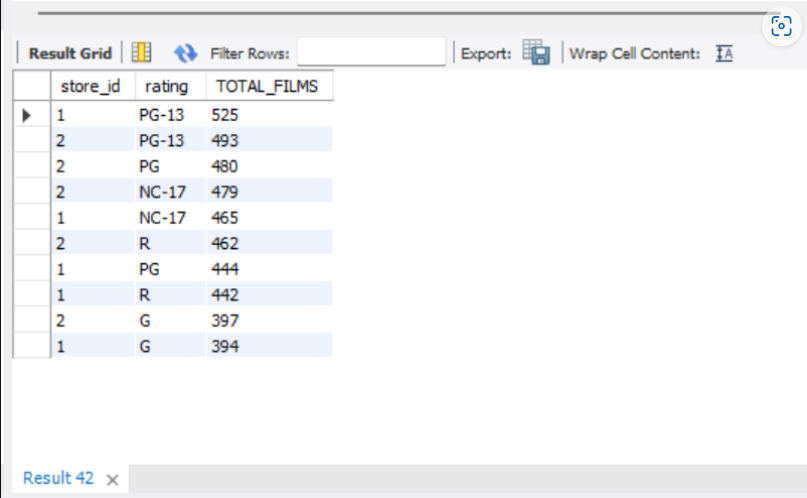 Result Grid Filter Rows: Export: Wrap Cell Content: IA
store_id rating TOTAL_FILMS
1 PG-13 525
2 PG-13 493
2 PG 480
2 NC-17 479
1 NC-17 465
2 R 462
1 PG 444
1 R 442
2 G 397
1 G 394
Result 42